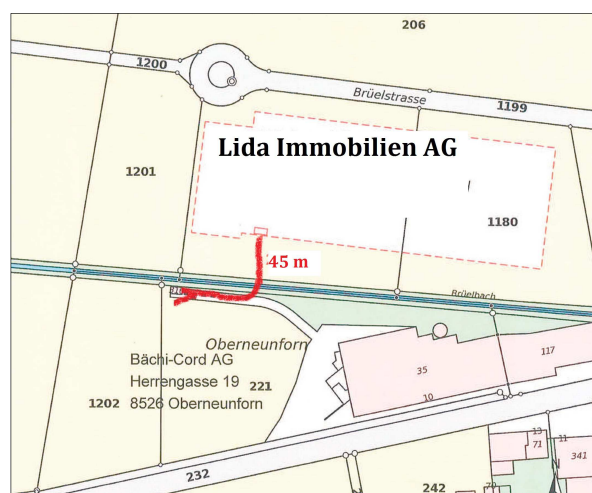 206
1200
Brüelstrasse
1199
Lida Immobilien AG
1201
1180
45 m
Brüelbach
Oberneunforn
117
Bächi-Cord AG
35
Herrengasse 19
221
1202
8526 Oberneunforn
10
13
11
71
341
232
242